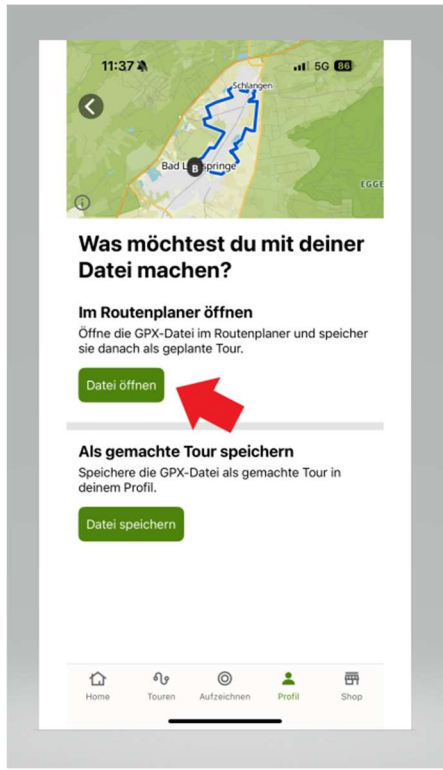 11:37
5G 86
Schlangen
Bad L
springe
B
EGGE
i
Was möchtest du mit deiner
Datei machen?
Im Routenplaner öffnen
Öffne die GPX-Datei im Routenplaner und speicher
sie danach als geplante Tour.
Datei öffnen
Als gemachte Tour speichern
Speichere die GPX-Datei als gemachte Tour in
deinem Profil.
Datei speichern
Home Touren Aufzeichnen Profil Shop